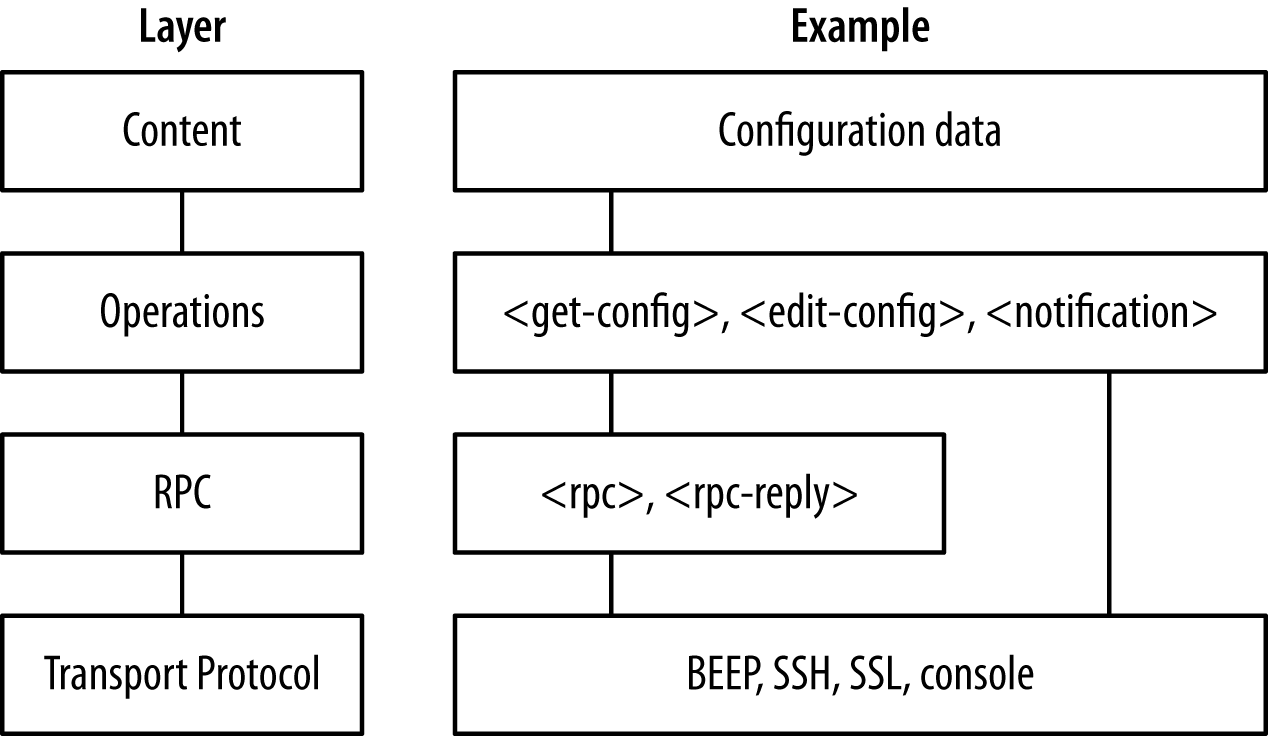 Layer
Example
Content
Configuration data
Operations
<get-config>, <edit-config>, <notification>
RPC
<rpc>, <rpc-reply>
Transport Protocol
BEEP, SSH, SSL, console